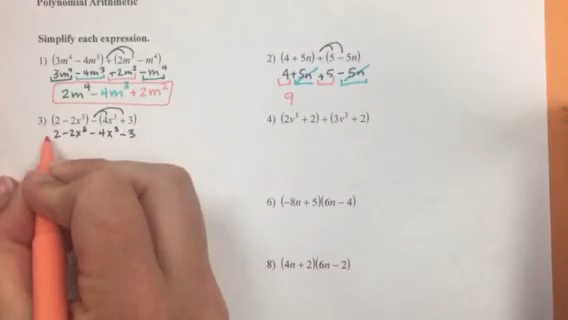 Polynomial Arithmetic
Simplify each expression.
1) (3m⁴ − 4m³) + (2m² − m⁴)
3m⁴ − 4m³ + 2m² − m⁴
2m⁴ − 4m³ + 2m²
2) (4 + 5n) + (5 − 5n)
4 + 5n + 5 − 5n
9
3) (2 − 2x³) − (4x³ + 3)
2 − 2x³ − 4x³ − 3
4) (2v³ + 2) + (3v³ + 2)
6) (−8n + 5)(6n − 4)
8) (4n + 2)(6n − 2)